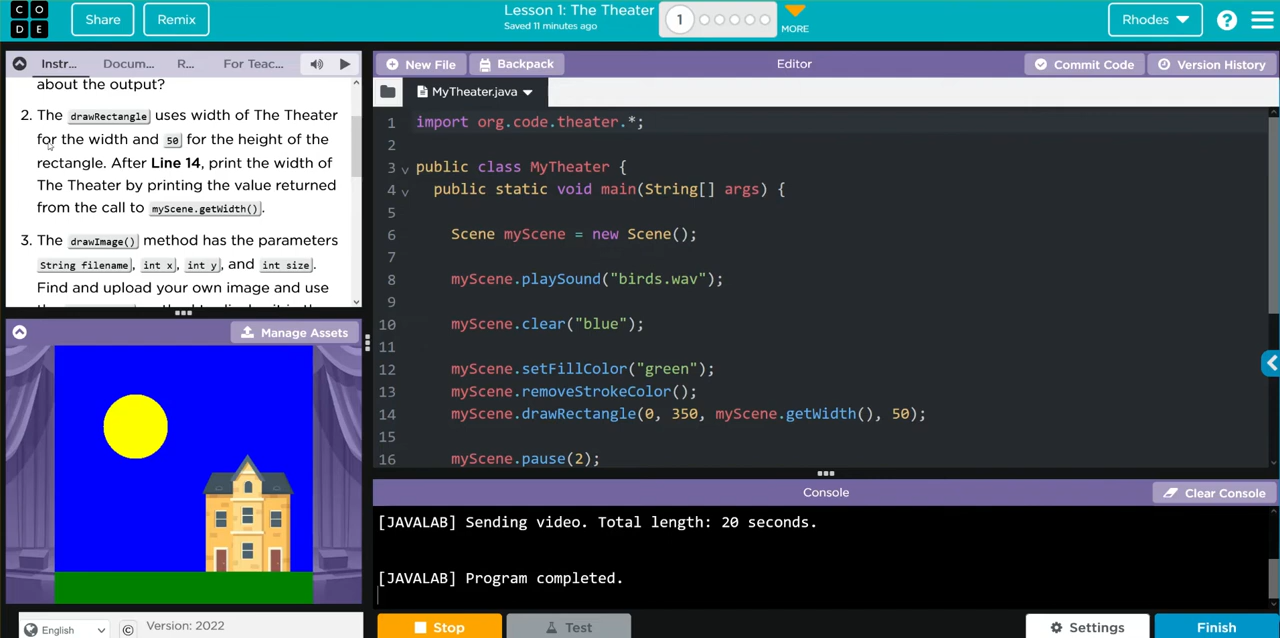 CODE
Share
Remix
Lesson 1: The Theater
Saved 11 minutes ago
1
MORE
Rhodes
?
Instr...
Docum...
R...
For Teac...
about the output?
2. The drawRectangle uses width of The Theater
for the width and 50 for the height of the
rectangle. After Line 14, print the width of
The Theater by printing the value returned
from the call to myScene.getWidth().
3. The drawImage() method has the parameters
String filename, int x, int y, and int size.
Find and upload your own image and use
Manage Assets
New File
Backpack
Editor
Commit Code
Version History
MyTheater.java
1 import org.code.theater.*;
2
3 public class MyTheater {
4 public static void main(String[] args) {
5
6 Scene myScene = new Scene();
7
8 myScene.playSound("birds.wav");
9
10 myScene.clear("blue");
11
12 myScene.setFillColor("green");
13 myScene.removeStrokeColor();
14 myScene.drawRectangle(0, 350, myScene.getWidth(), 50);
15
16 myScene.pause(2);
Console
Clear Console
[JAVALAB] Sending video. Total length: 20 seconds.
[JAVALAB] Program completed.
English
©
Version: 2022
Stop
Test
Settings
Finish